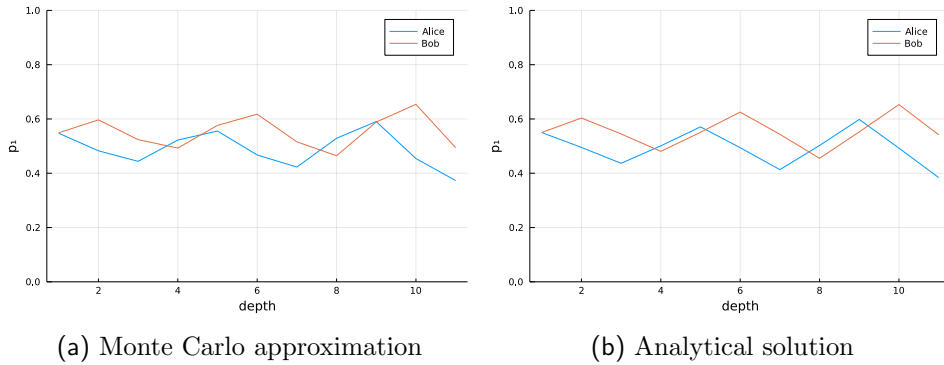 1.0
0.8
0.6
0.4
0.2
0.0
p₁
Alice
Bob
2 4 6 8 10
depth
(a) Monte Carlo approximation
1.0
0.8
0.6
0.4
0.2
0.0
p₁
Alice
Bob
2 4 6 8 10
depth
(b) Analytical solution